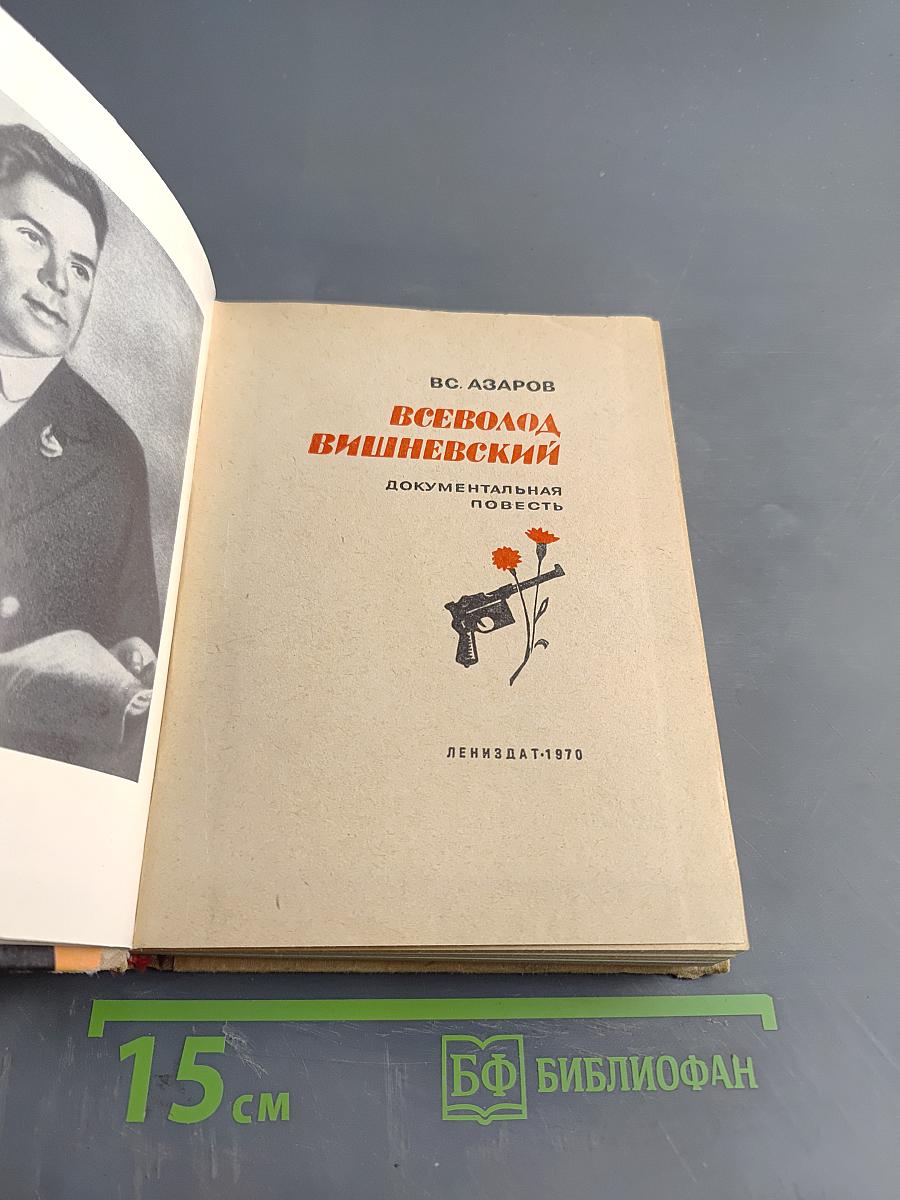 ВС. АЗАРОВ
ВСЕВОЛОД
ВИШНЕВСКИЙ
ДОКУМЕНТАЛЬНАЯ
ПОВЕСТЬ
ЛЕНИЗДАТ·1970
15 см
БФ БИБЛИОФАН